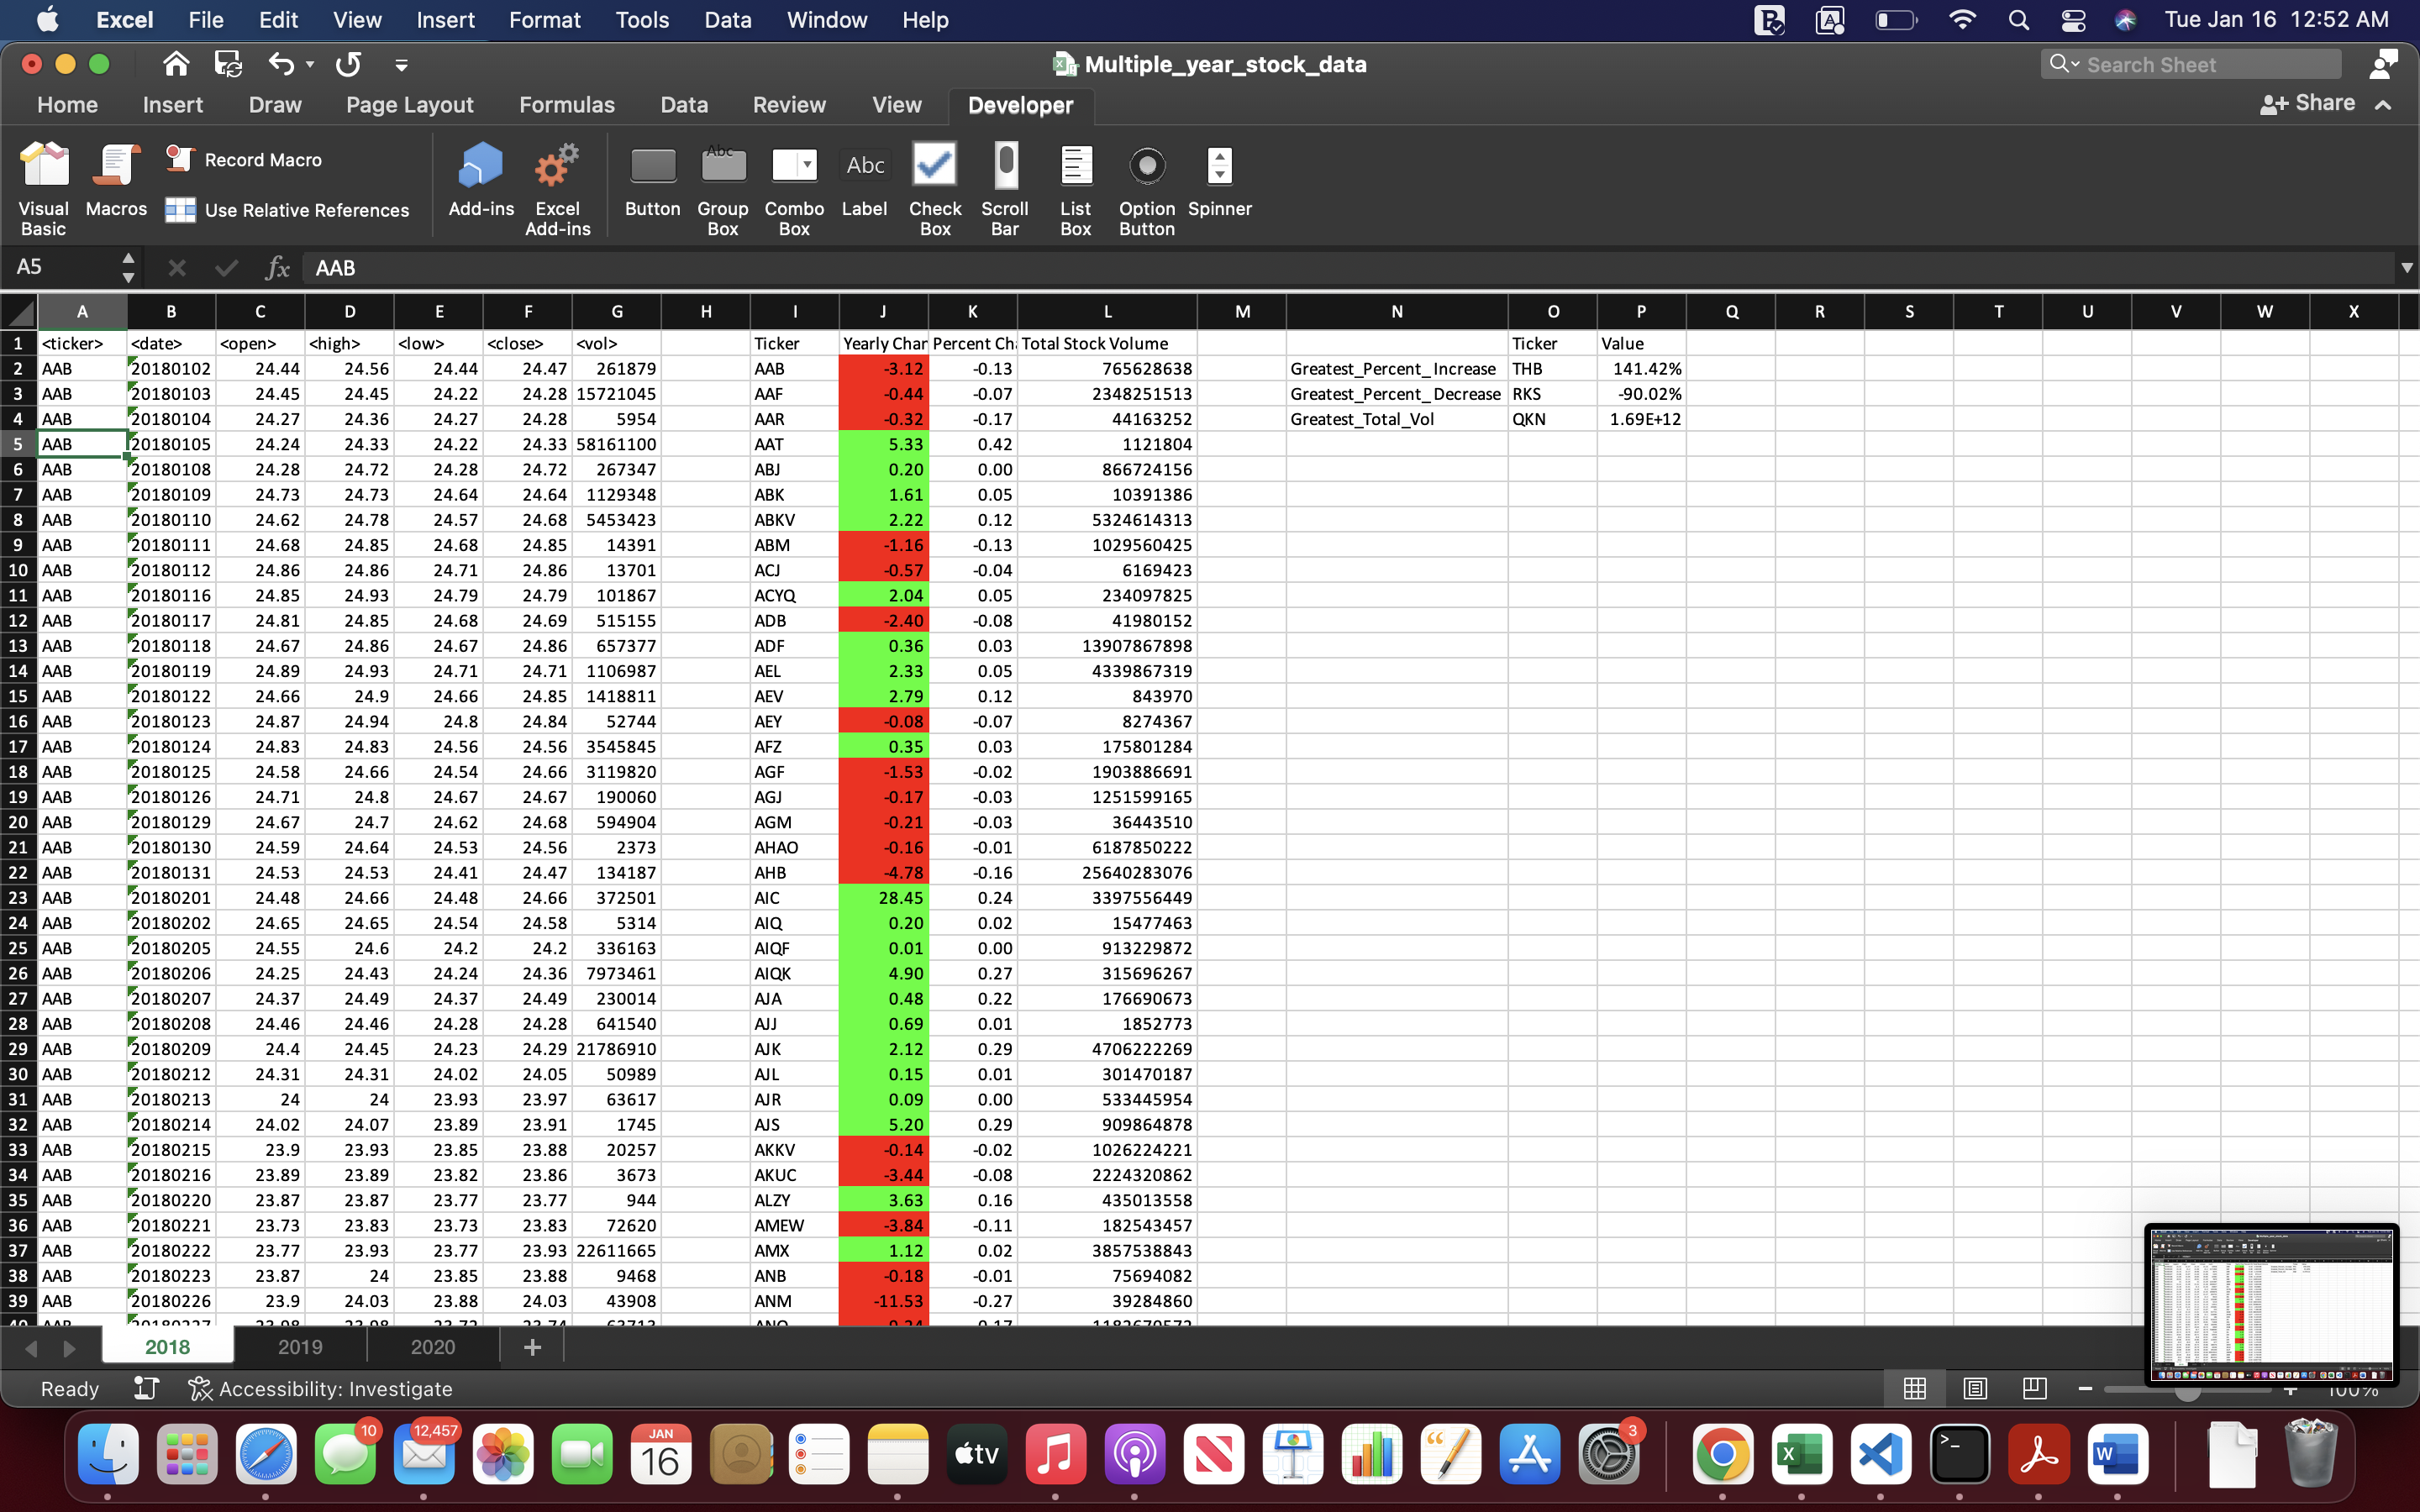 Excel File Edit View Insert Format Tools Data Window Help Tue Jan 16 12:52 AM
Multiple_year_stock_data Search Sheet
Home Insert Draw Page Layout Formulas Data Review View Developer Share
Visual Basic Macros Record Macro Use Relative References Add-ins Excel Add-ins Button Group Box Combo Box Abc Label Check Box Scroll Bar List Box Option Button Spinner
A5 fx AAB
A B C D E F G H I J K L M N O P Q R S T U V W X
1 <ticker> <date> <open> <high> <low> <close> <vol> Ticker Yearly Char Percent Ch Total Stock Volume Ticker Value
2 AAB 20180102 24.44 24.56 24.44 24.47 261879 AAB -3.12 -0.13 765628638 Greatest_Percent_Increase THB 141.42%
3 AAB 20180103 24.45 24.45 24.22 24.28 15721045 AAF -0.44 -0.07 2348251513 Greatest_Percent_Decrease RKS -90.02%
4 AAB 20180104 24.27 24.36 24.27 24.28 5954 AAR -0.32 -0.17 44163252 Greatest_Total_Vol QKN 1.69E+12
5 AAB 20180105 24.24 24.33 24.22 24.33 58161100 AAT 5.33 0.42 1121804
6 AAB 20180108 24.28 24.72 24.28 24.72 267347 ABJ 0.20 0.00 866724156
7 AAB 20180109 24.73 24.73 24.64 24.64 1129348 ABK 1.61 0.05 10391386
8 AAB 20180110 24.62 24.78 24.57 24.68 5453423 ABKV 2.22 0.12 5324614313
9 AAB 20180111 24.68 24.85 24.68 24.85 14391 ABM -1.16 -0.13 1029560425
10 AAB 20180112 24.86 24.86 24.71 24.86 13701 ACJ -0.57 -0.04 6169423
11 AAB 20180116 24.85 24.93 24.79 24.79 101867 ACYQ 2.04 0.05 234097825
12 AAB 20180117 24.81 24.85 24.68 24.69 515155 ADB -2.40 -0.08 41980152
13 AAB 20180118 24.67 24.86 24.67 24.86 657377 ADF 0.36 0.03 13907867898
14 AAB 20180119 24.89 24.93 24.71 24.71 1106987 AEL 2.33 0.05 4339867319
15 AAB 20180122 24.66 24.9 24.66 24.85 1418811 AEV 2.79 0.12 843970
16 AAB 20180123 24.87 24.94 24.8 24.84 52744 AEY -0.08 -0.07 8274367
17 AAB 20180124 24.83 24.83 24.56 24.56 3545845 AFZ 0.35 0.03 175801284
18 AAB 20180125 24.58 24.66 24.54 24.66 3119820 AGF -1.53 -0.02 1903886691
19 AAB 20180126 24.71 24.8 24.67 24.67 190060 AGJ -0.17 -0.03 1251599165
20 AAB 20180129 24.67 24.7 24.62 24.68 594904 AGM -0.21 -0.03 36443510
21 AAB 20180130 24.59 24.64 24.53 24.56 2373 AHAO -0.16 -0.01 6187850222
22 AAB 20180131 24.53 24.53 24.41 24.47 134187 AHB -4.78 -0.16 25640283076
23 AAB 20180201 24.48 24.66 24.48 24.66 372501 AIC 28.45 0.24 3397556449
24 AAB 20180202 24.65 24.65 24.54 24.58 5314 AIQ 0.20 0.02 15477463
25 AAB 20180205 24.55 24.6 24.2 24.2 336163 AIQF 0.01 0.00 913229872
26 AAB 20180206 24.25 24.43 24.24 24.36 7973461 AIQK 4.90 0.27 315696267
27 AAB 20180207 24.37 24.49 24.37 24.49 230014 AJA 0.48 0.22 176690673
28 AAB 20180208 24.46 24.46 24.28 24.28 641540 AJJ 0.69 0.01 1852773
29 AAB 20180209 24.4 24.45 24.23 24.29 21786910 AJK 2.12 0.29 4706222269
30 AAB 20180212 24.31 24.31 24.02 24.05 50989 AJL 0.15 0.01 301470187
31 AAB 20180213 24 24 23.93 23.97 63617 AJR 0.09 0.00 533445954
32 AAB 20180214 24.02 24.07 23.89 23.91 1745 AJS 5.20 0.29 909864878
33 AAB 20180215 23.9 23.93 23.85 23.88 20257 AKKV -0.14 -0.02 1026224221
34 AAB 20180216 23.89 23.89 23.82 23.86 3673 AKUC -3.44 -0.08 2224320862
35 AAB 20180220 23.87 23.87 23.77 23.77 944 ALZY 3.63 0.16 435013558
36 AAB 20180221 23.73 23.83 23.73 23.83 72620 AMEW -3.84 -0.11 182543457
37 AAB 20180222 23.77 23.93 23.77 23.93 22611665 AMX 1.12 0.02 3857538843
38 AAB 20180223 23.87 24 23.85 23.88 9468 ANB -0.18 -0.01 75694082
39 AAB 20180226 23.9 24.03 23.88 24.03 43908 ANM -11.53 -0.27 39284860
2018 2019 2020 +
Ready Accessibility: Investigate 100%
10 12,457 JAN 16 tv 3